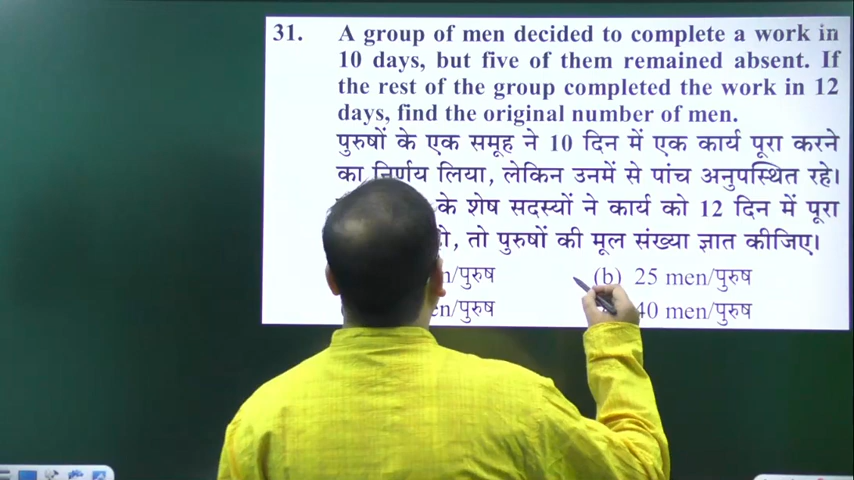 31. A group of men decided to complete a work in
10 days, but five of them remained absent. If
the rest of the group completed the work in 12
days, find the original number of men.
पुरुषों के एक समूह ने 10 दिन में एक कार्य पूरा करने
का निर्णय लिया, लेकिन उनमें से पांच अनुपस्थित रहे।
के शेष सदस्यों ने कार्य को 12 दिन में पूरा
तो पुरुषों की मूल संख्या ज्ञात कीजिए।
/पुरुष (b) 25 men/पुरुष
/पुरुष 40 men/पुरुष